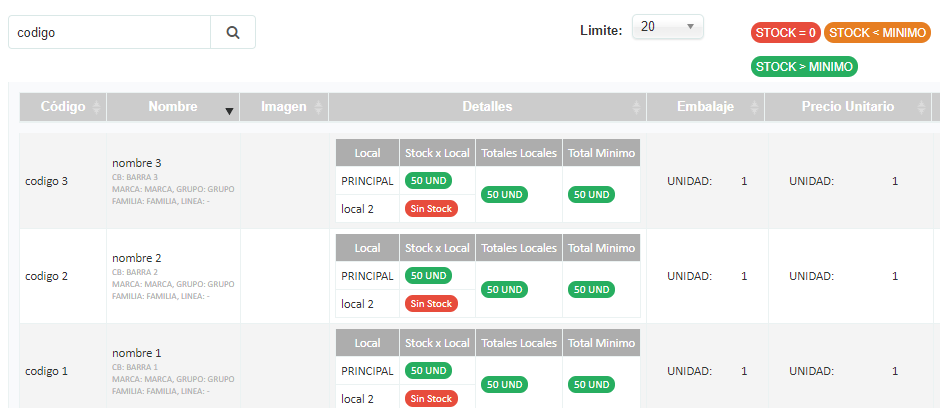 codigo
Limite: 20
STOCK = 0 STOCK < MINIMO
STOCK > MINIMO
Código Nombre Imagen Detalles Embalaje Precio Unitario
codigo 3
nombre 3
CB: BARRA 3
MARCA: MARCA, GRUPO: GRUPO
FAMILIA: FAMILIA, LINEA: -
Local Stock x Local Totales Locales Total Minimo
PRINCIPAL 50 UND
local 2 Sin Stock
50 UND 50 UND
UNIDAD: 1 UNIDAD: 1
codigo 2
nombre 2
CB: BARRA 2
MARCA: MARCA, GRUPO: GRUPO
FAMILIA: FAMILIA, LINEA: -
Local Stock x Local Totales Locales Total Minimo
PRINCIPAL 50 UND
local 2 Sin Stock
50 UND 50 UND
UNIDAD: 1 UNIDAD: 1
codigo 1
nombre 1
CB: BARRA 1
MARCA: MARCA, GRUPO: GRUPO
FAMILIA: FAMILIA, LINEA: -
Local Stock x Local Totales Locales Total Minimo
PRINCIPAL 50 UND
local 2 Sin Stock
50 UND 50 UND
UNIDAD: 1 UNIDAD: 1